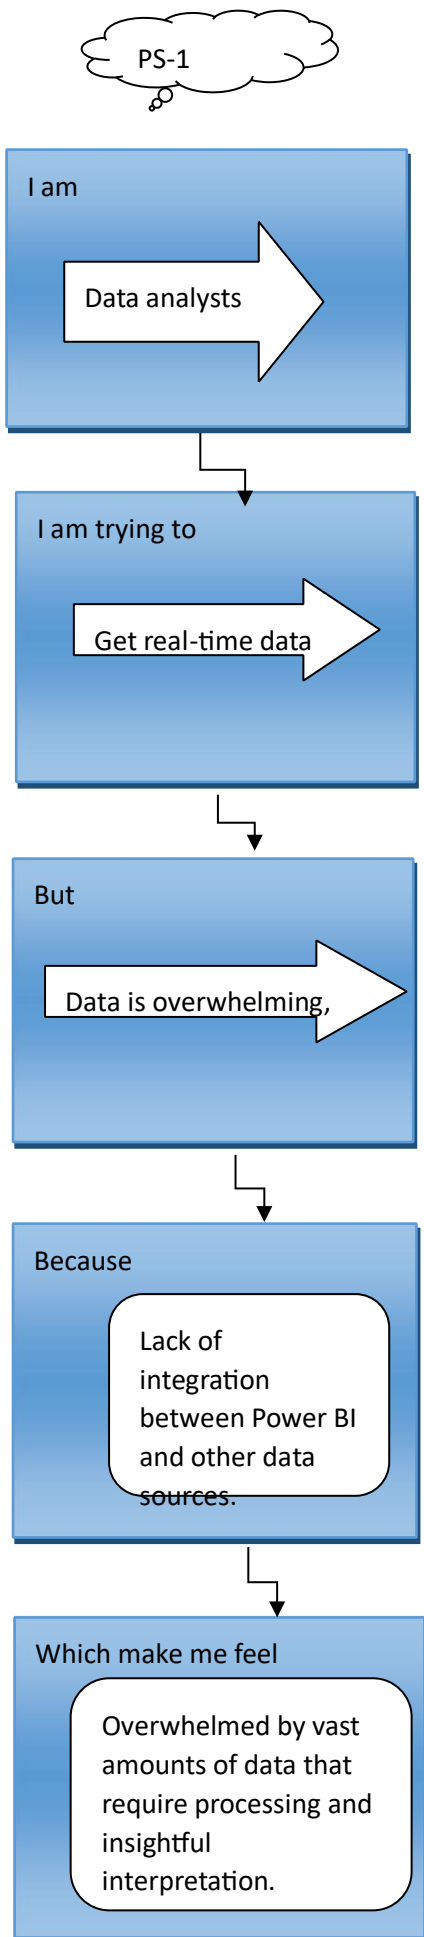 PS-1
I am
Data analysts
I am trying to
Get real-time data
But
Data is overwhelming,
Because
Lack of
integration
between Power BI
and other data
sources.
Which make me feel
Overwhelmed by vast
amounts of data that
require processing and
insightful
interpretation.